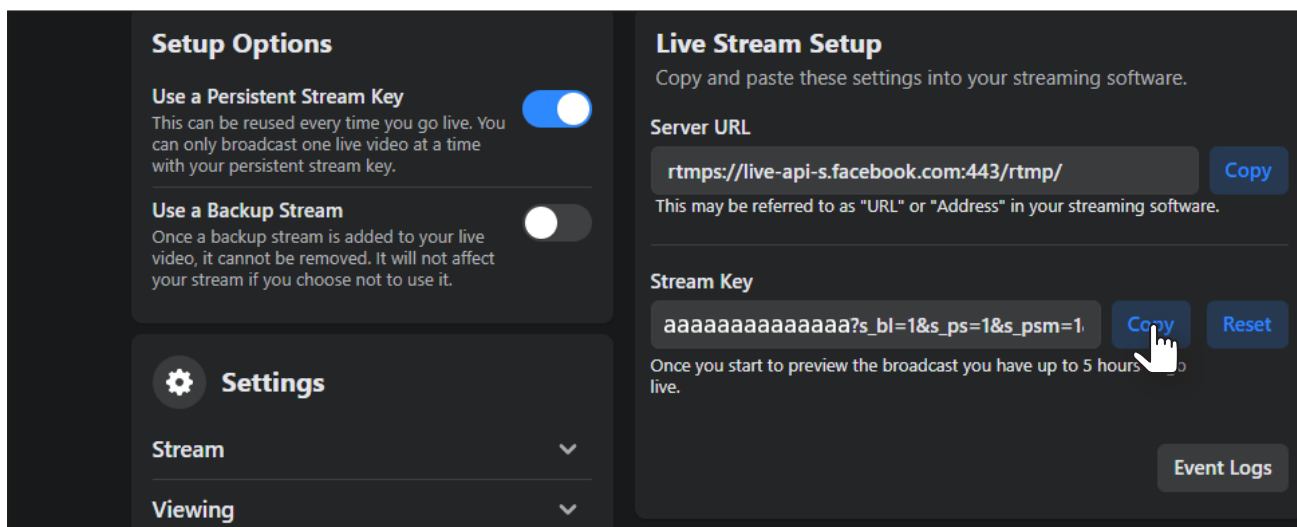 Setup Options
Use a Persistent Stream Key
This can be reused every time you go live. You
can only broadcast one live video at a time
with your persistent stream key.
Use a Backup Stream
Once a backup stream is added to your live
video, it cannot be removed. It will not affect
your stream if you choose not to use it.
Settings
Stream
Viewing
Live Stream Setup
Copy and paste these settings into your streaming software.
Server URL
rtmps://live-api-s.facebook.com:443/rtmp/
Copy
This may be referred to as "URL" or "Address" in your streaming software.
Stream Key
aaaaaaaaaaaaaa?s_bl=1&s_ps=1&s_psm=1
Copy
Reset
Once you start to preview the broadcast you have up to 5 hours go
live.
Event Logs